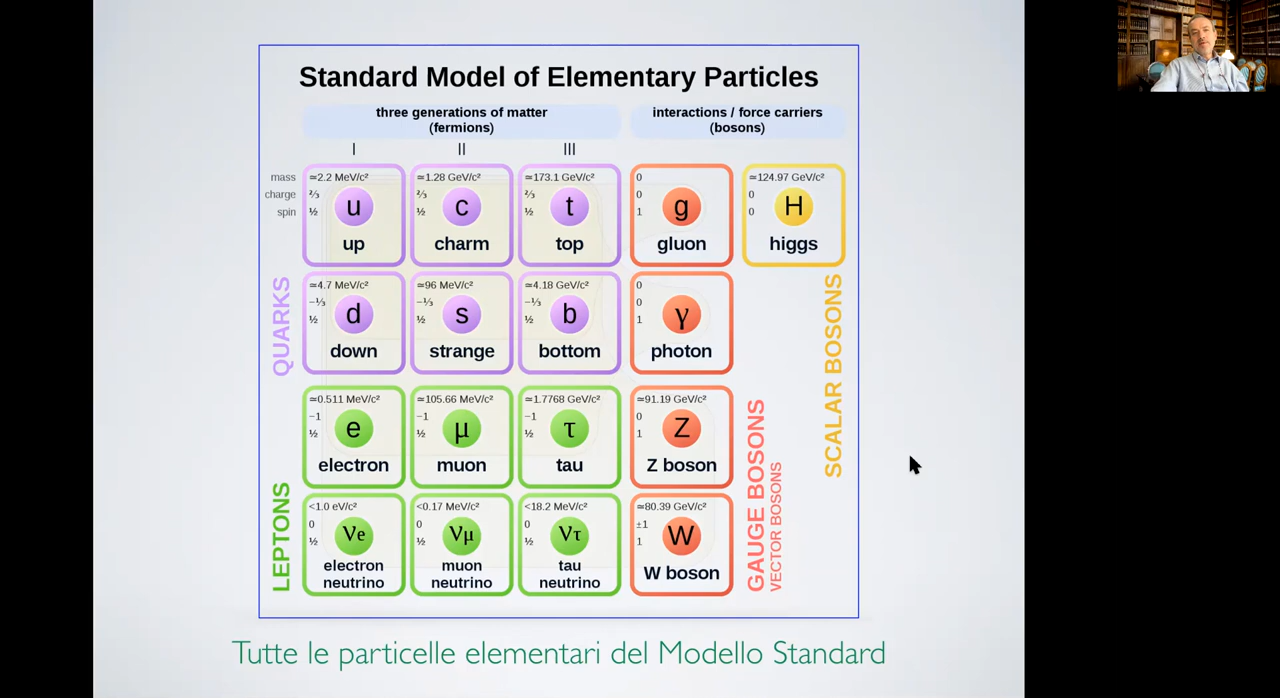 Standard Model of Elementary Particles
three generations of matter
(fermions)
interactions / force carriers
(bosons)
I II III
mass
charge
spin
≃2.2 MeV/c²
⅔
½
u
up
≃1.28 GeV/c²
⅔
½
c
charm
≃173.1 GeV/c²
⅔
½
t
top
0
0
1
g
gluon
≃124.97 GeV/c²
0
0
H
higgs
QUARKS
≃4.7 MeV/c²
−⅓
½
d
down
≃96 MeV/c²
−⅓
½
s
strange
≃4.18 GeV/c²
−⅓
½
b
bottom
0
0
1
γ
photon
SCALAR BOSONS
LEPTONS
≃0.511 MeV/c²
−1
½
e
electron
≃105.66 MeV/c²
−1
½
μ
muon
≃1.7768 GeV/c²
−1
½
τ
tau
≃91.19 GeV/c²
0
1
Z
Z boson
GAUGE BOSONS
VECTOR BOSONS
<1.0 eV/c²
0
½
νe
electron
neutrino
<0.17 MeV/c²
0
½
νμ
muon
neutrino
<18.2 MeV/c²
0
½
ντ
tau
neutrino
≃80.39 GeV/c²
±1
1
W
W boson
Tutte le particelle elementari del Modello Standard